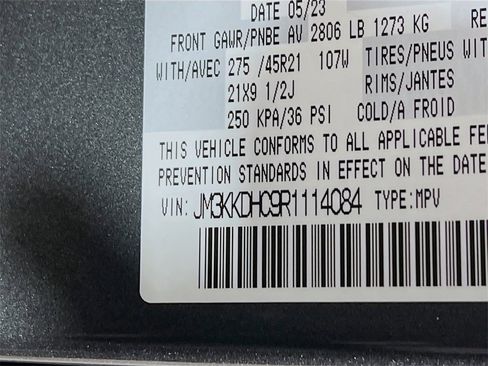 DATE 05/23
FRONT GAWR/PNBE AV 2806 LB 1273 KG RE
WITH/AVEC 275 /45R21 107W TIRES/PNEUS WIT
21X9 1/2J RIMS/JANTES
250 KPA/36 PSI COLD/A FROID
THIS VEHICLE CONFORMS TO ALL APPLICABLE FE
PREVENTION STANDARDS IN EFFECT ON THE DATE
VIN: JM3KKDHC9R1114084 TYPE:MPV